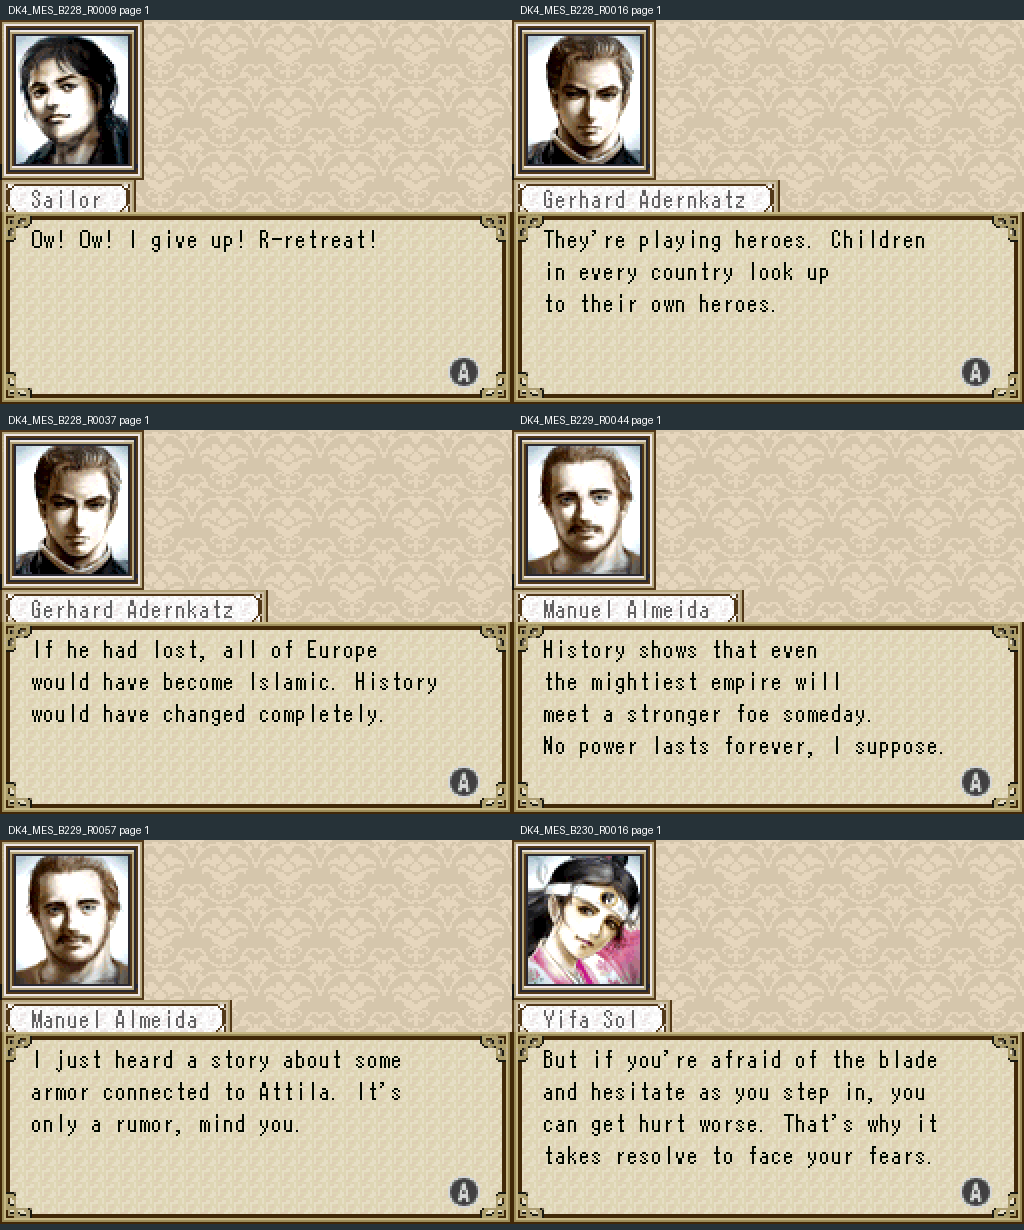 DK4_MES_B228_R0009 page 1
Sailor
Ow! Ow! I give up! R-retreat!
A
DK4_MES_B228_R0016 page 1
Gerhard Adernkatz
They're playing heroes. Children
in every country look up
to their own heroes.
A
DK4_MES_B228_R0037 page 1
Gerhard Adernkatz
If he had lost, all of Europe
would have become Islamic. History
would have changed completely.
A
DK4_MES_B229_R0044 page 1
Manuel Almeida
History shows that even
the mightiest empire will
meet a stronger foe someday.
No power lasts forever, I suppose.
A
DK4_MES_B229_R0057 page 1
Manuel Almeida
I just heard a story about some
armor connected to Attila. It's
only a rumor, mind you.
A
DK4_MES_B230_R0016 page 1
Yifa Sol
But if you're afraid of the blade
and hesitate as you step in, you
can get hurt worse. That's why it
takes resolve to face your fears.
A